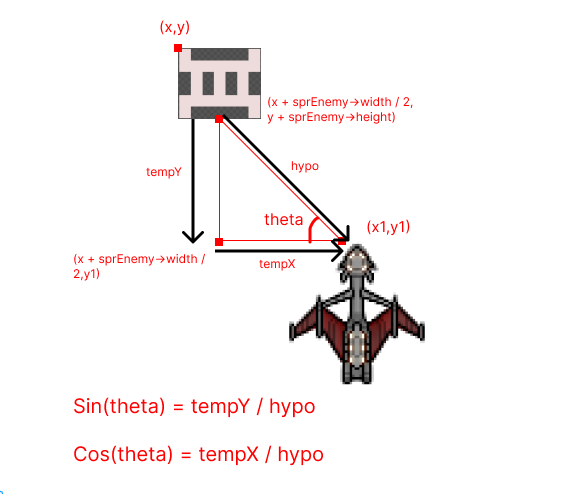 (x,y)
(x + sprEnemy->width / 2,
y + sprEnemy->height)
tempY
hypo
theta
(x1,y1)
(x + sprEnemy->width /
2,y1)
tempX
Sin(theta) = tempY / hypo
Cos(theta) = tempX / hypo